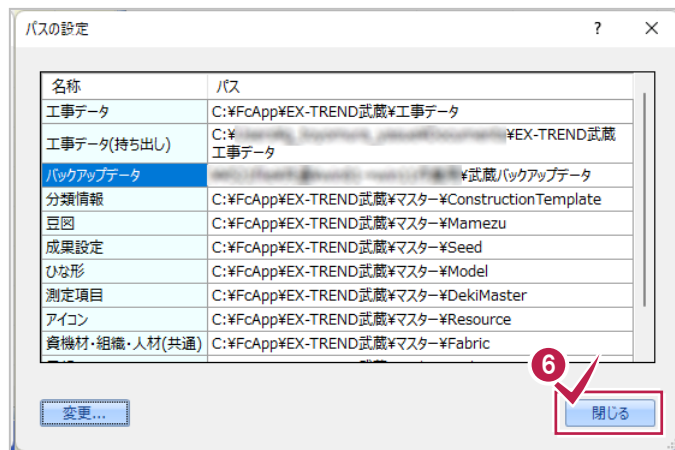 パスの設定
? ×
名称 パス
工事データ C:¥FcApp¥EX-TREND武蔵¥工事データ
工事データ(持ち出し) C:¥ ¥EX-TREND武蔵
工事データ
バックアップデータ ¥武蔵バックアップデータ
分類情報 C:¥FcApp¥EX-TREND武蔵¥マスター¥ConstructionTemplate
豆図 C:¥FcApp¥EX-TREND武蔵¥マスター¥Mamezu
成果設定 C:¥FcApp¥EX-TREND武蔵¥マスター¥Seed
ひな形 C:¥FcApp¥EX-TREND武蔵¥マスター¥Model
測定項目 C:¥FcApp¥EX-TREND武蔵¥マスター¥DekiMaster
アイコン C:¥FcApp¥EX-TREND武蔵¥マスター¥Resource
資機材・組織・人材(共通) C:¥FcApp¥EX-TREND武蔵¥マスター¥Fabric
6
変更... 閉じる